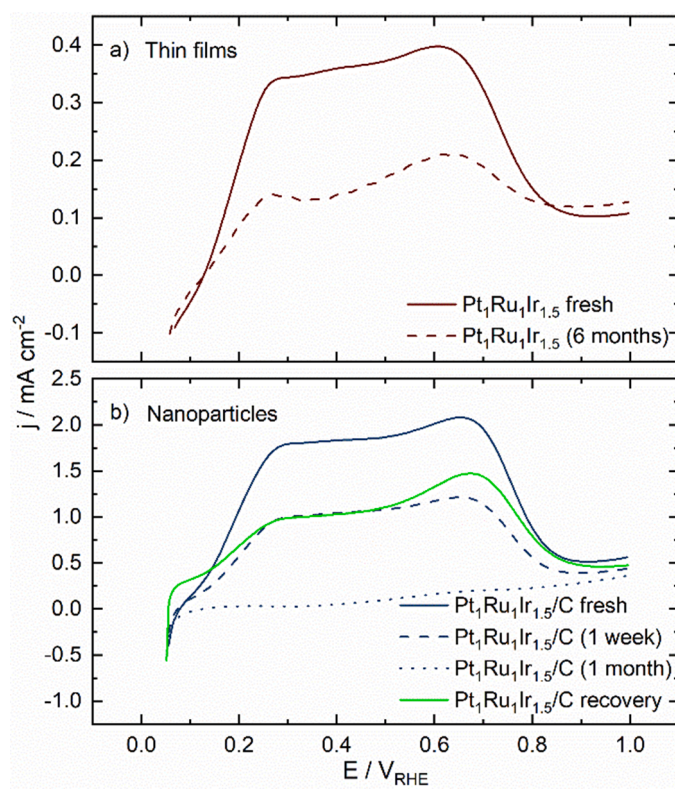 a) Thin films
0.4
0.3
0.2
0.1
0.0
-0.1
Pt₁Ru₁Ir₁.₅ fresh
Pt₁Ru₁Ir₁.₅ (6 months)
j / mA cm⁻²
b) Nanoparticles
2.5
2.0
1.5
1.0
0.5
0.0
-0.5
-1.0
Pt₁Ru₁Ir₁.₅/C fresh
Pt₁Ru₁Ir₁.₅/C (1 week)
Pt₁Ru₁Ir₁.₅/C (1 month)
Pt₁Ru₁Ir₁.₅/C recovery
0.0 0.2 0.4 0.6 0.8 1.0
E / V_RHE